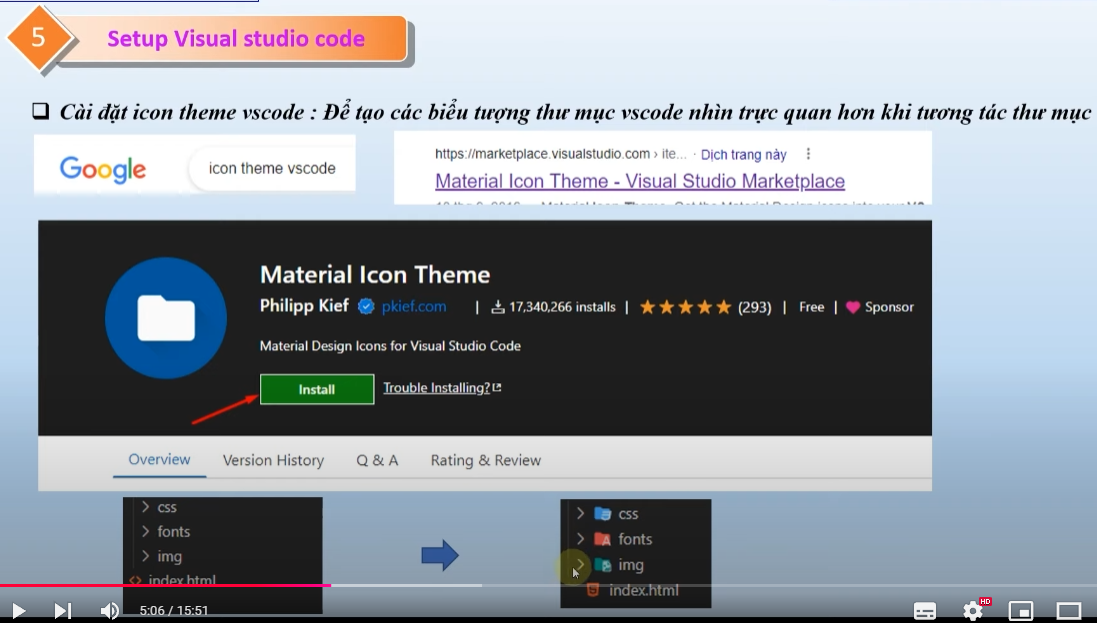 5
Setup Visual studio code
Cài đặt icon theme vscode : Để tạo các biểu tượng thư mục vscode nhìn trực quan hơn khi tương tác thư mục
Google
icon theme vscode
https://marketplace.visualstudio.com › ite... · Dịch trang này
Material Icon Theme - Visual Studio Marketplace
Material Icon Theme
Philipp Kief pkief.com | 17,340,266 installs | (293) | Free | Sponsor
Material Design Icons for Visual Studio Code
Install Trouble Installing?
Overview Version History Q & A Rating & Review
css
fonts
img
index.html
css
fonts
img
index.html
5:06 / 15:51
HD